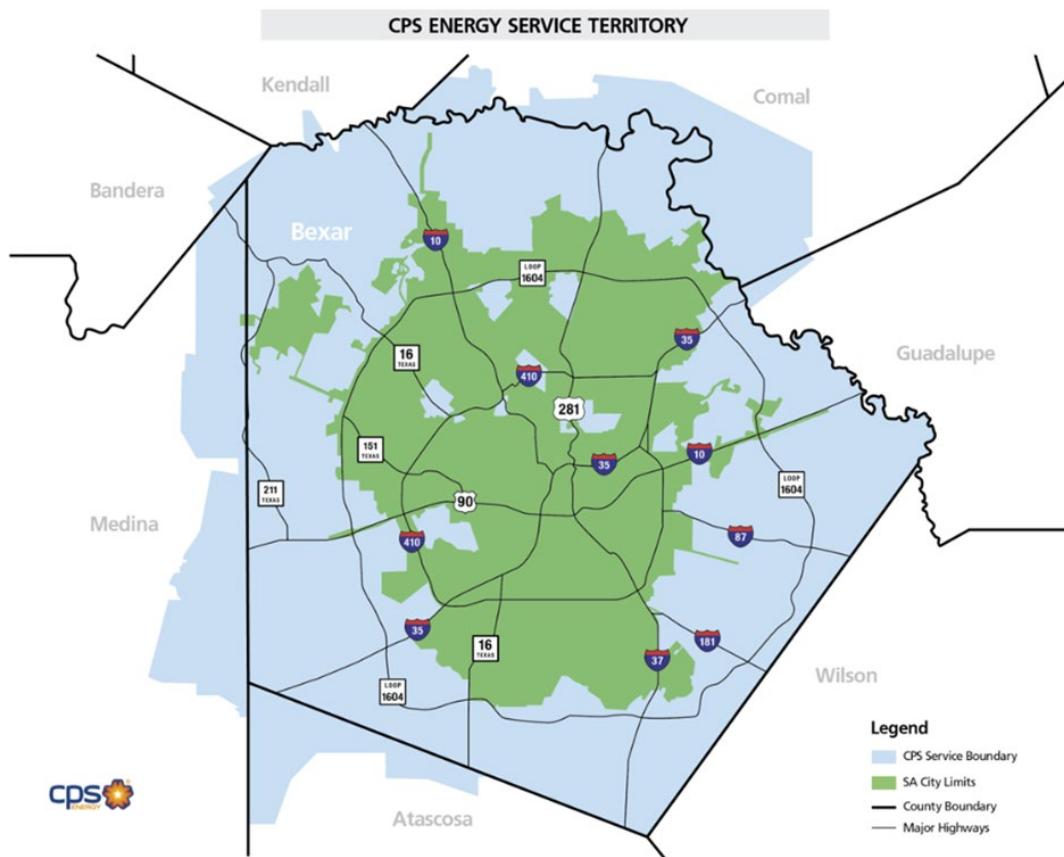 CPS ENERGY SERVICE TERRITORY
Kendall
Comal
Bandera
Bexar
10
LOOP
1604
35
16
TEXAS
410
Guadalupe
281
151
TEXAS
10
35
LOOP
1604
211
TEXAS
90
Medina
87
410
35
16
TEXAS
181
37
Wilson
LOOP
1604
Legend
CPS Service Boundary
SA City Limits
County Boundary
Major Highways
cps
ENERGY
Atascosa